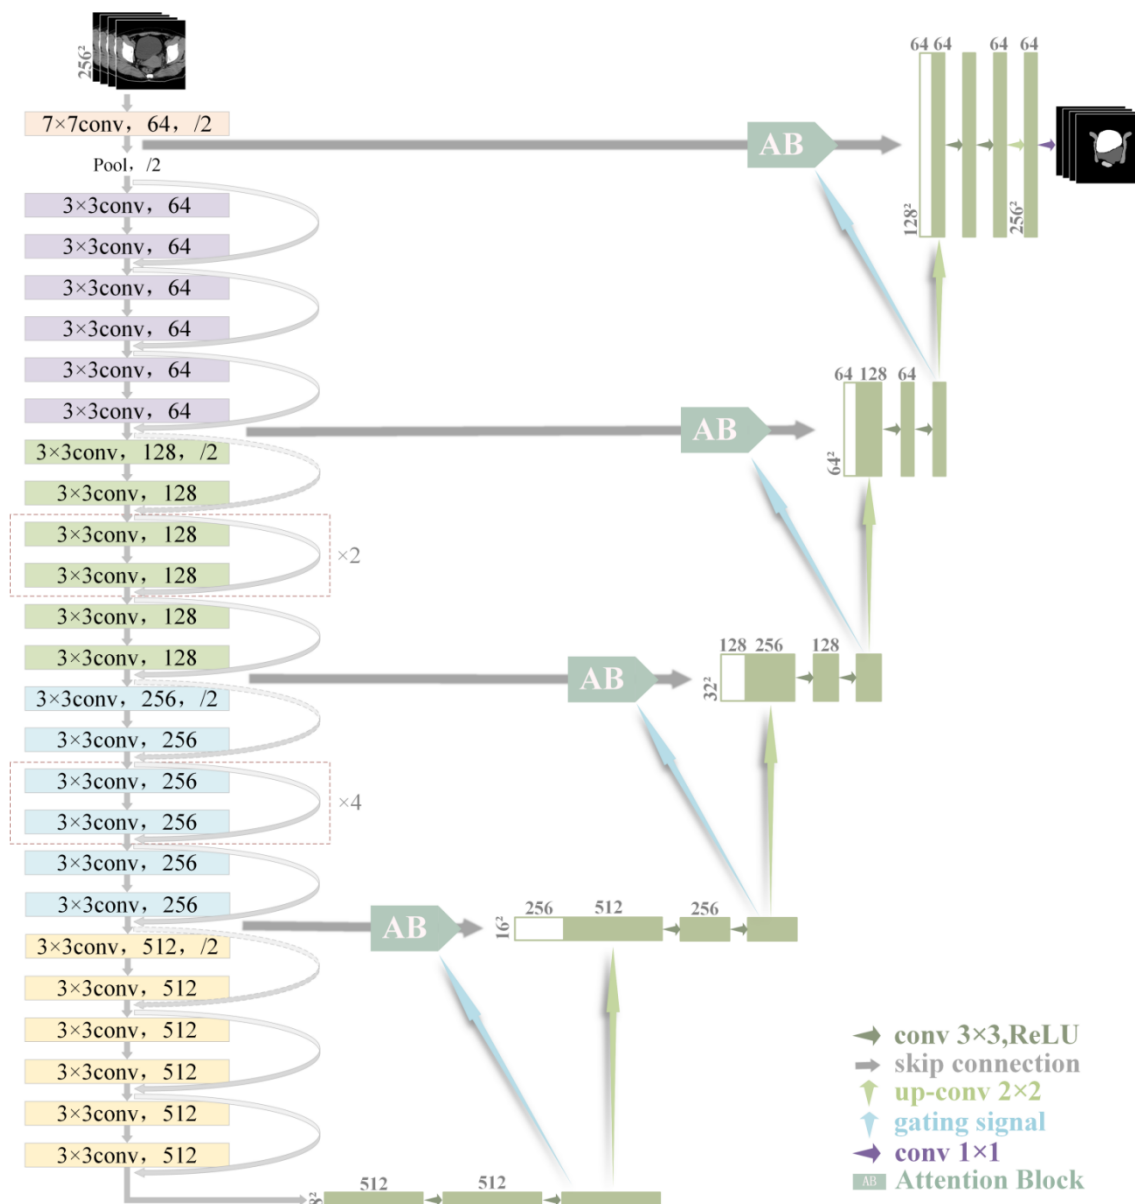 256²
7×7conv, 64, /2
Pool, /2
3×3conv, 64
3×3conv, 64
3×3conv, 64
3×3conv, 64
3×3conv, 64
3×3conv, 64
3×3conv, 128, /2
3×3conv, 128
3×3conv, 128
×2
3×3conv, 128
3×3conv, 128
3×3conv, 128
3×3conv, 256, /2
3×3conv, 256
3×3conv, 256
×4
3×3conv, 256
3×3conv, 256
3×3conv, 256
3×3conv, 512, /2
3×3conv, 512
3×3conv, 512
3×3conv, 512
3×3conv, 512
3×3conv, 512
AB
64 64 64 64
128²
256²
AB
64 128 64
64²
AB
128 256 128
32²
AB
256 512 256
16²
512 512
conv 3×3,ReLU
skip connection
up-conv 2×2
gating signal
conv 1×1
AB Attention Block